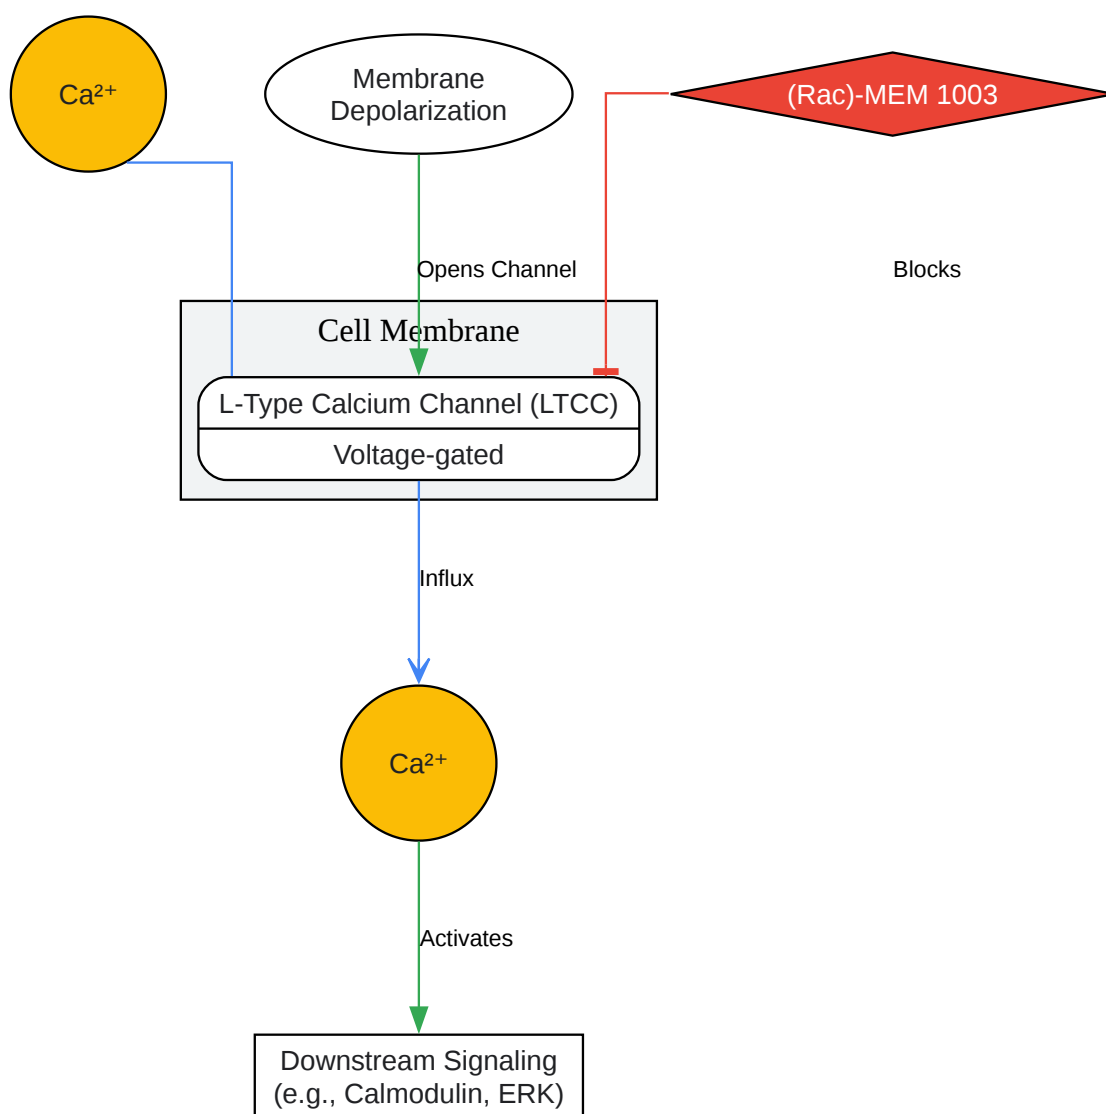 Ca²⁺
Membrane
Depolarization
(Rac)-MEM 1003
Opens Channel
Blocks
Cell Membrane
L-Type Calcium Channel (LTCC)
Voltage-gated
Influx
Ca²⁺
Activates
Downstream Signaling
(e.g., Calmodulin, ERK)